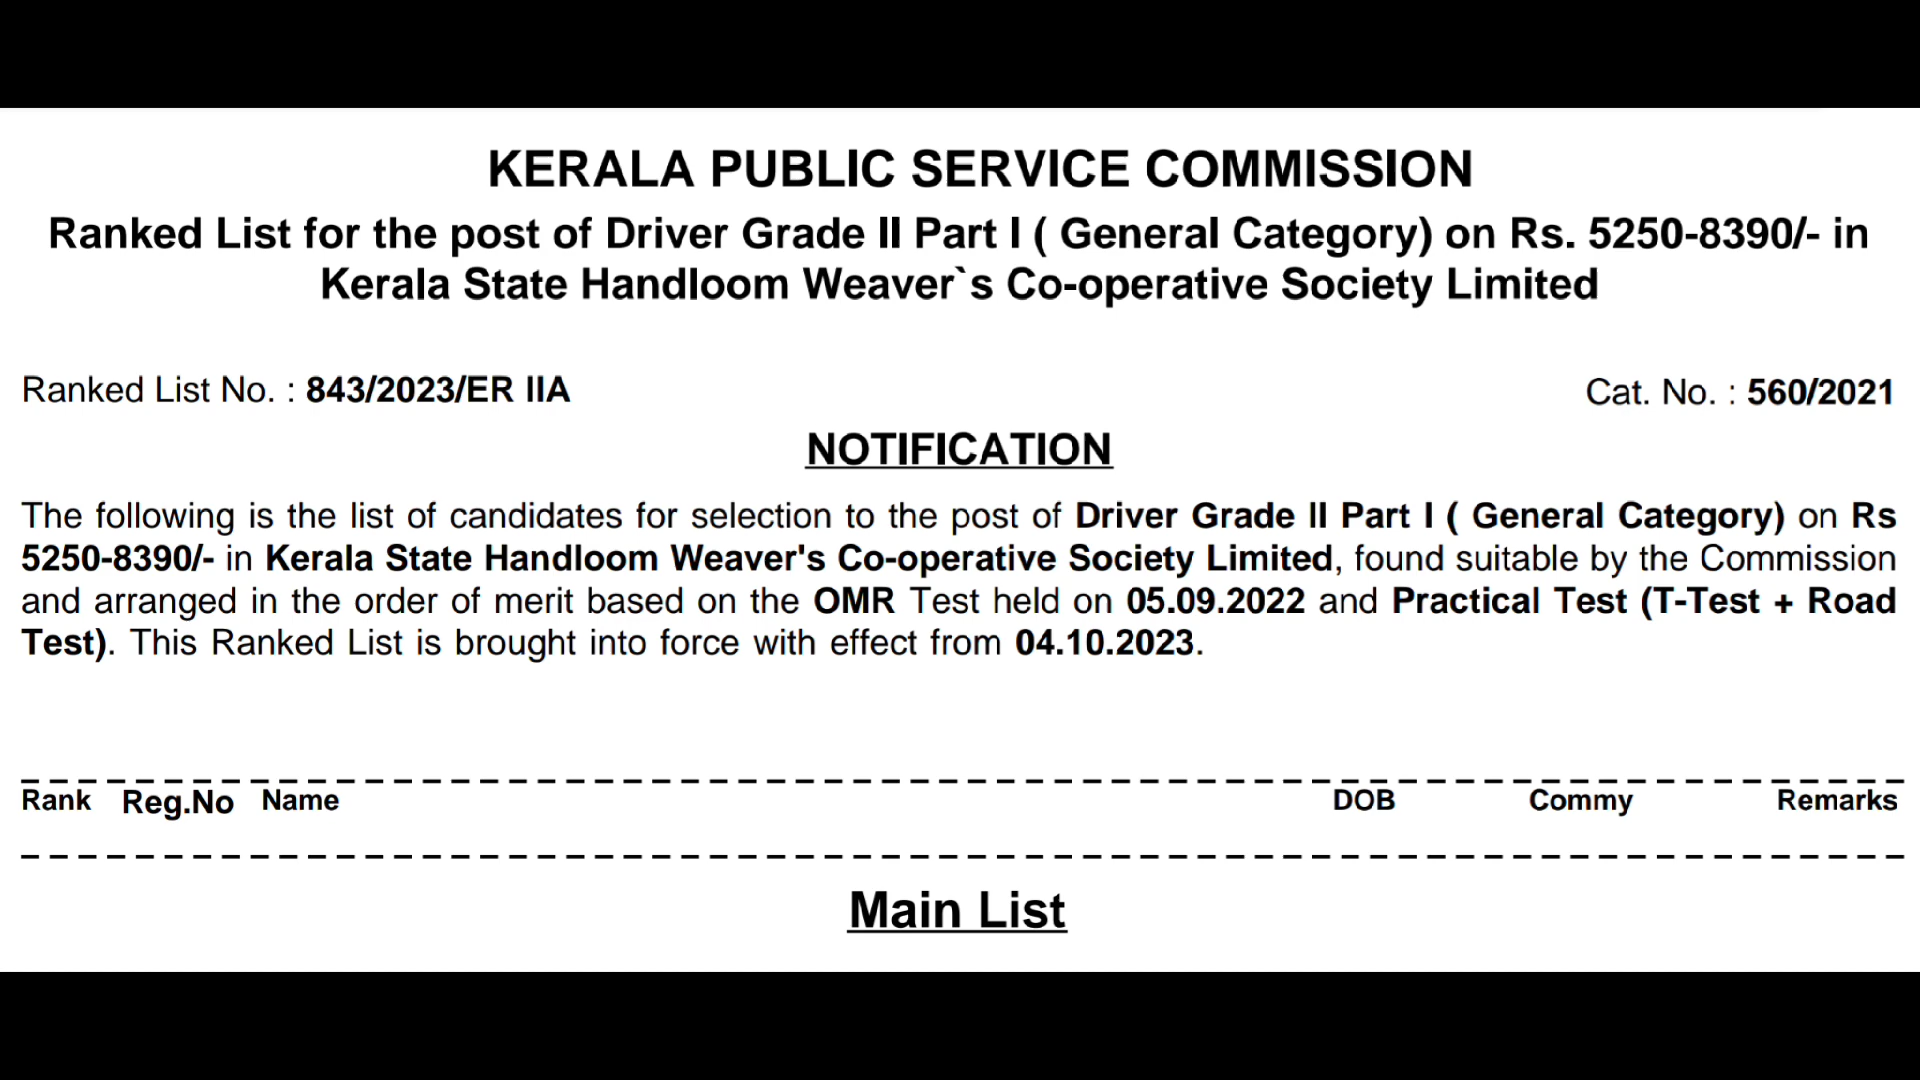 KERALA PUBLIC SERVICE COMMISSION
Ranked List for the post of Driver Grade II Part I ( General Category) on Rs. 5250-8390/- in
Kerala State Handloom Weaver`s Co-operative Society Limited
Ranked List No. : 843/2023/ER IIA
Cat. No. : 560/2021
NOTIFICATION
The following is the list of candidates for selection to the post of Driver Grade II Part I ( General Category) on Rs
5250-8390/- in Kerala State Handloom Weaver's Co-operative Society Limited, found suitable by the Commission
and arranged in the order of merit based on the OMR Test held on 05.09.2022 and Practical Test (T-Test + Road
Test). This Ranked List is brought into force with effect from 04.10.2023.
Rank Reg.No Name DOB Commy Remarks
Main List